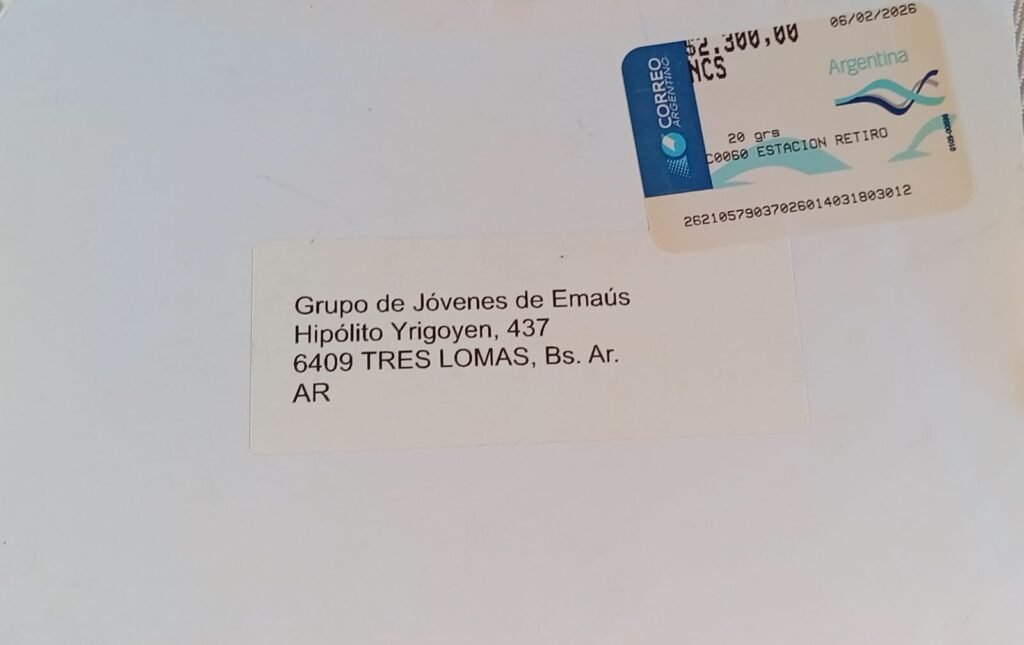 06/02/2026
$2.300,00
NCS
CORREO
ARGENTINO
Argentina
20 grs
C0060 ESTACION RETIRO
26210579037026014031803012
Grupo de Jóvenes de Emaús
Hipólito Yrigoyen, 437
6409 TRES LOMAS, Bs. Ar.
AR